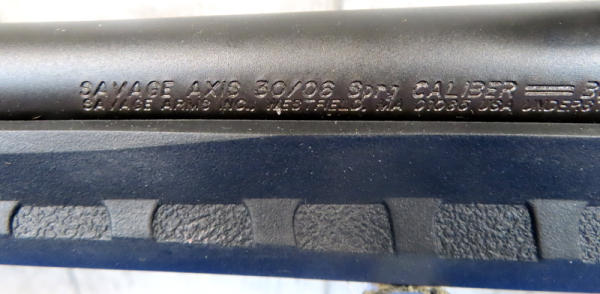 SAVAGE AXIS 30/06 Sprg CALIBER
SAVAGE ARMS INC. WESTFIELD, MA 01085, USA